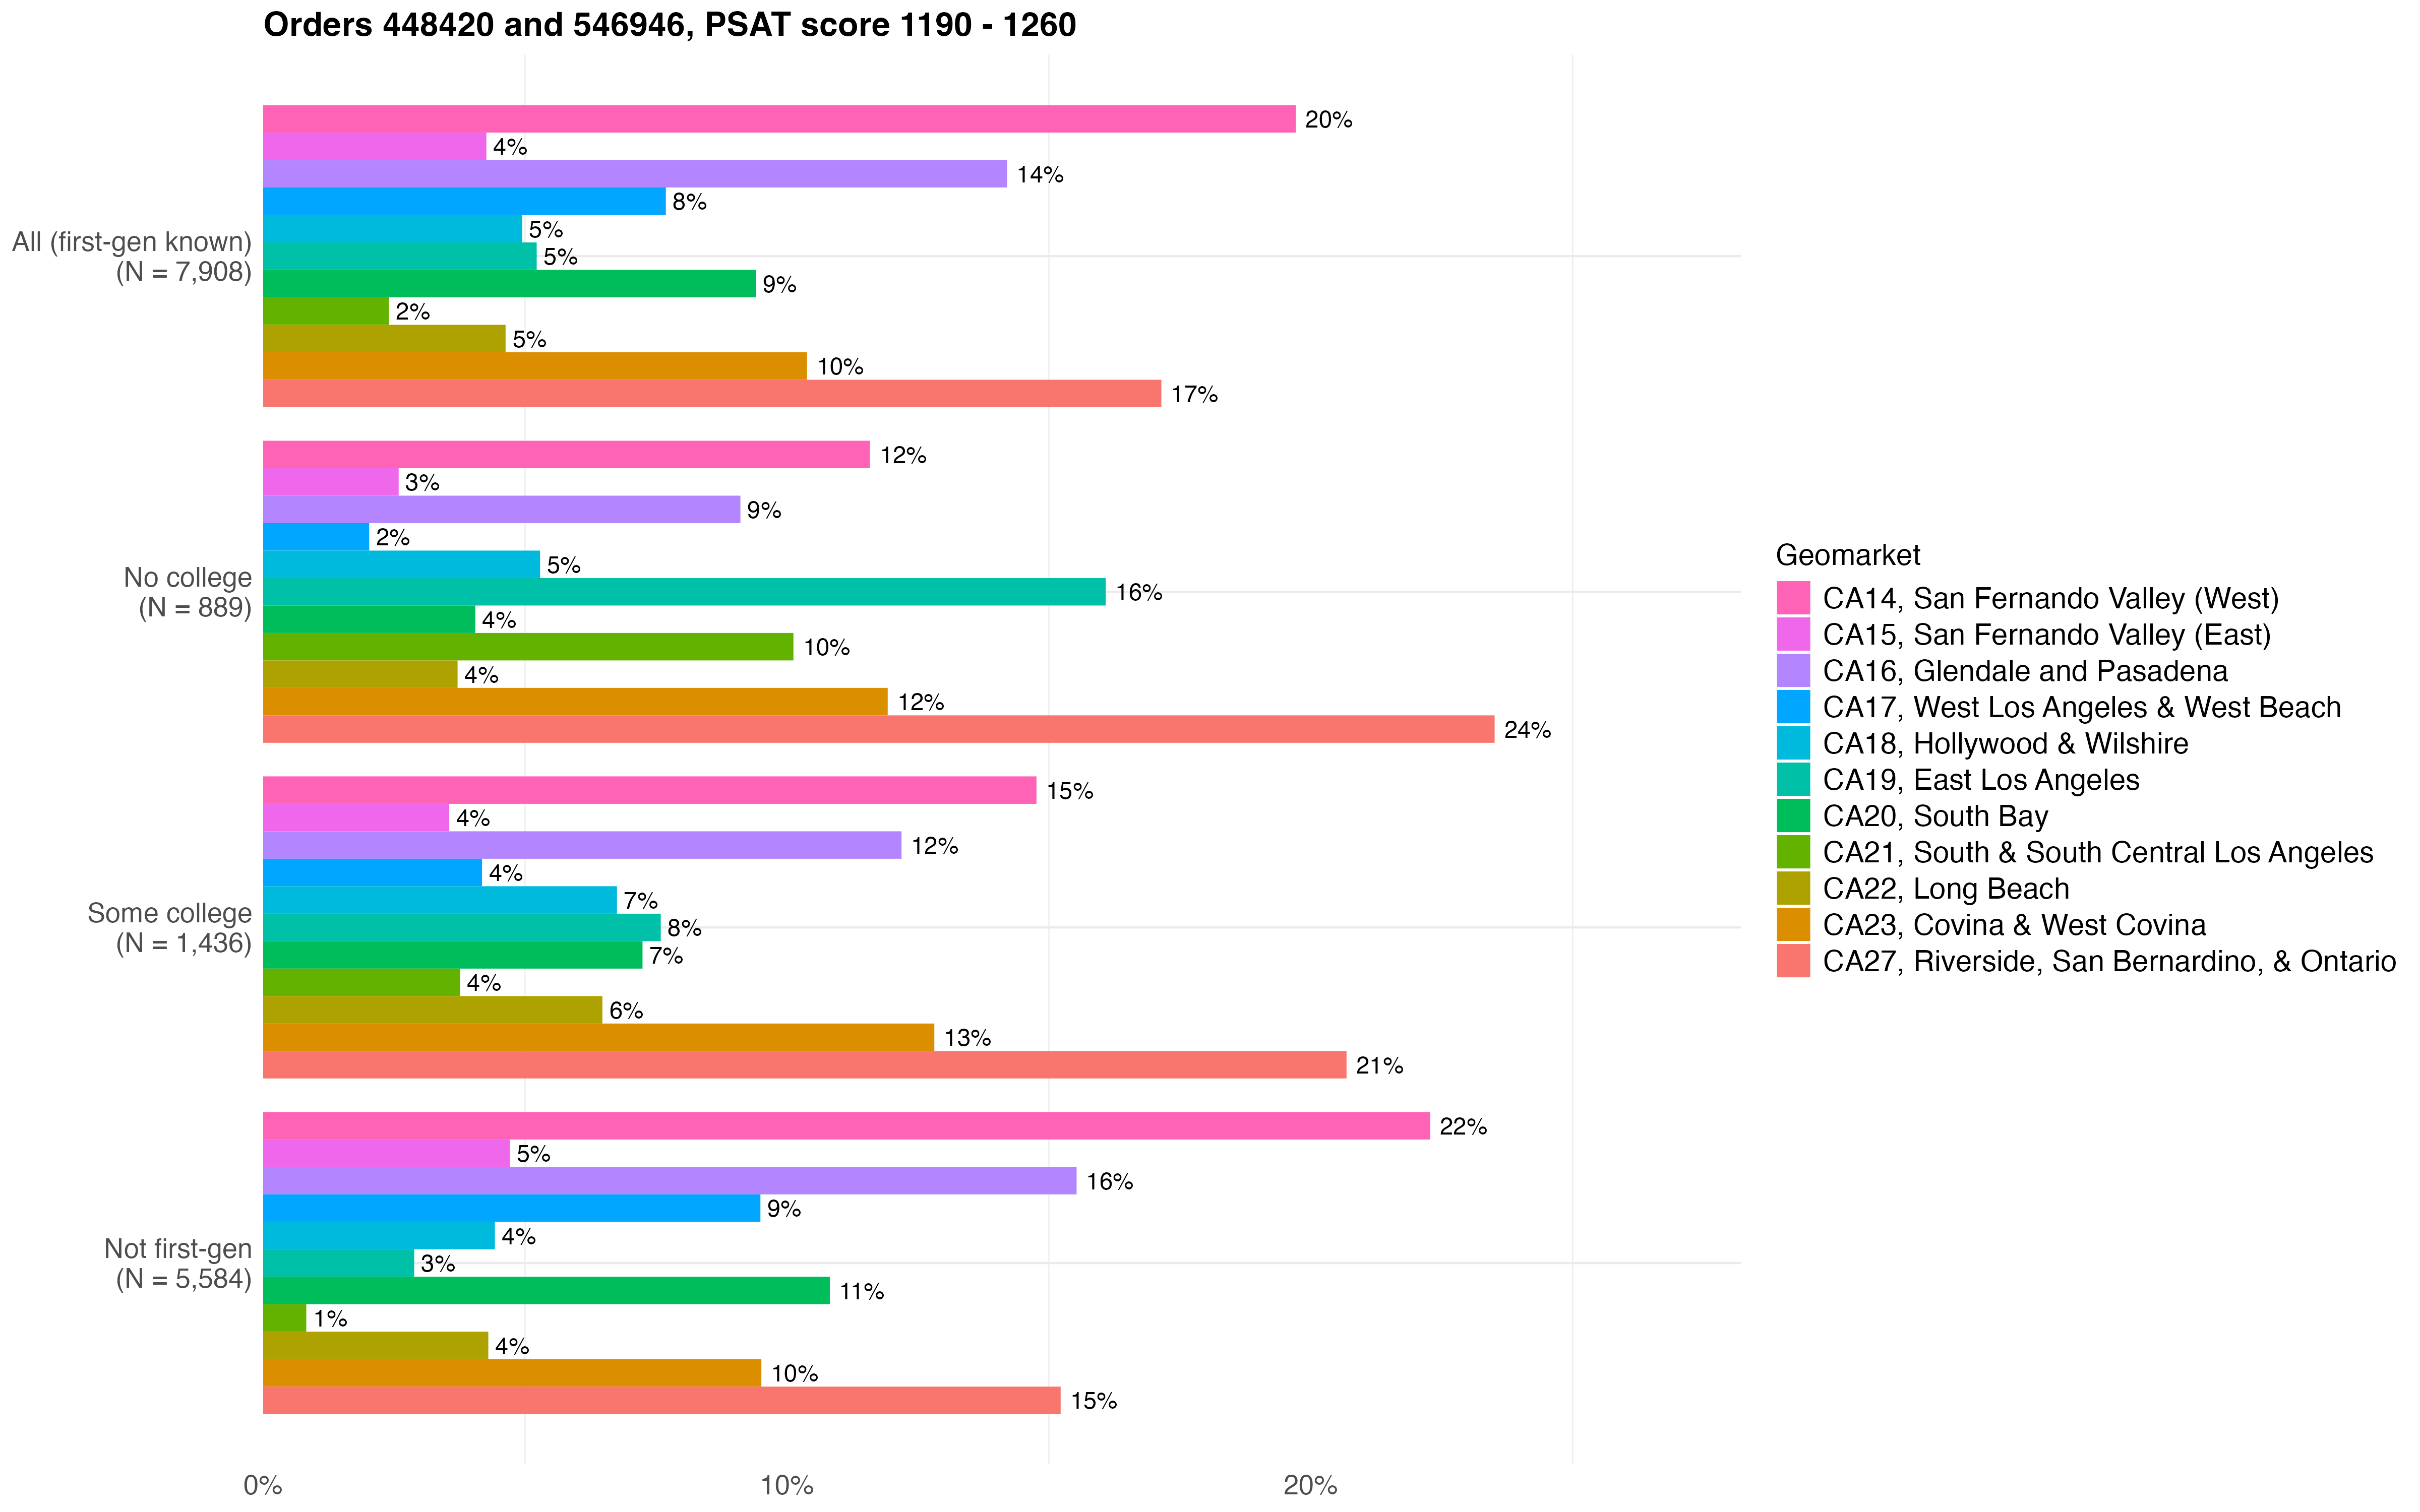 Orders 448420 and 546946, PSAT score 1190 - 1260
All (first-gen known)
(N = 7,908)
20%
4%
14%
8%
5%
5%
9%
2%
5%
10%
17%
No college
(N = 889)
12%
3%
9%
2%
5%
16%
4%
10%
4%
12%
24%
Some college
(N = 1,436)
15%
4%
12%
4%
7%
8%
7%
4%
6%
13%
21%
Not first-gen
(N = 5,584)
22%
5%
16%
9%
4%
3%
11%
1%
4%
10%
15%
0%
10%
20%
Geomarket
CA14, San Fernando Valley (West)
CA15, San Fernando Valley (East)
CA16, Glendale and Pasadena
CA17, West Los Angeles & West Beach
CA18, Hollywood & Wilshire
CA19, East Los Angeles
CA20, South Bay
CA21, South & South Central Los Angeles
CA22, Long Beach
CA23, Covina & West Covina
CA27, Riverside, San Bernardino, & Ontario